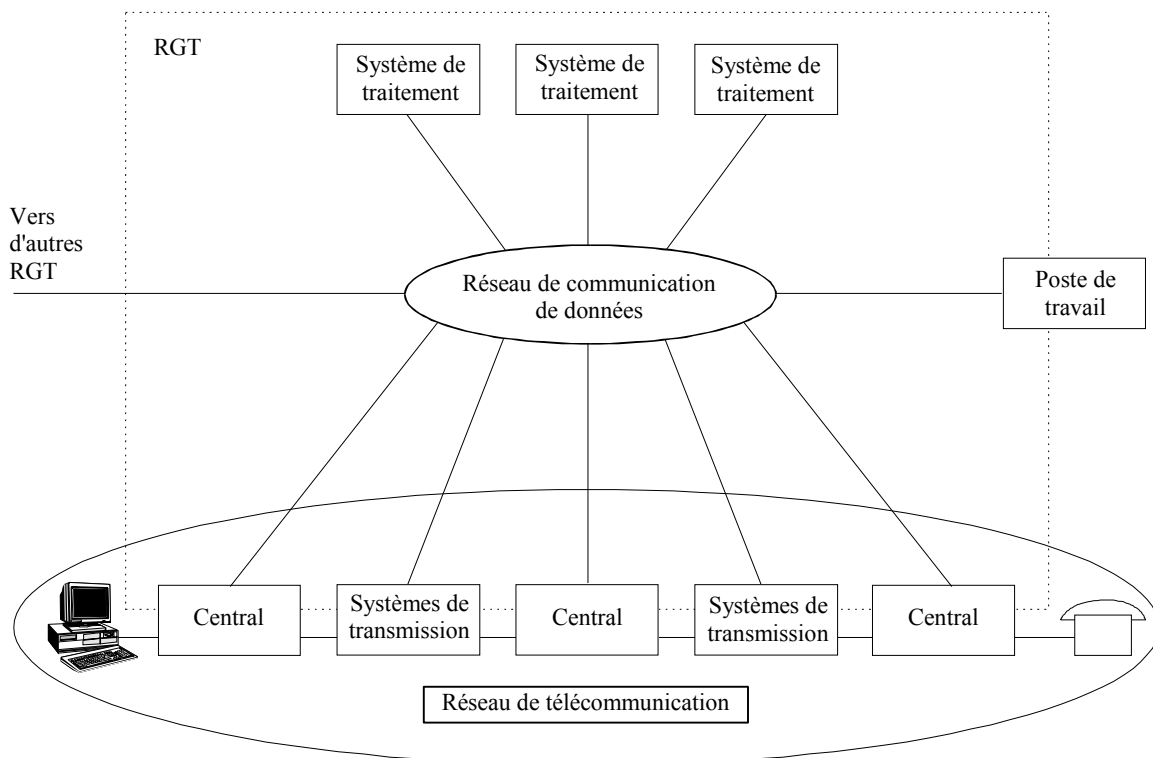 RGT
Système de
traitement
Système de
traitement
Système de
traitement
Vers
d'autres
RGT
Réseau de communication
de données
Poste de
travail
Central
Systèmes de
transmission
Central
Systèmes de
transmission
Central
Réseau de télécommunication